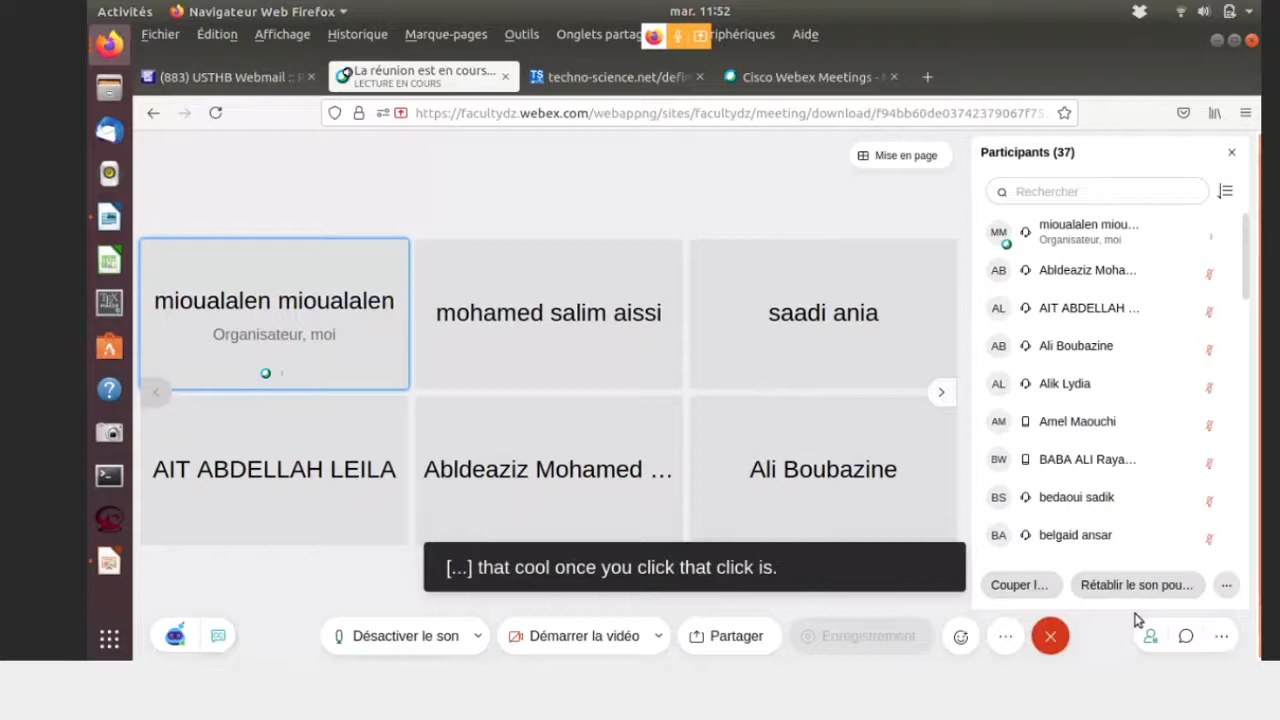 Activités
Navigateur Web Firefox
mar. 11:52
Fichier
Édition
Affichage
Historique
Marque-pages
Outils
Onglets partag
riphériques
Aide
(883) USTHB Webmail ::
La réunion est en cours...
LECTURE EN COURS
techno-science.net/defi
Cisco Webex Meetings -
https://facultydz.webex.com/webappng/sites/facultydz/meeting/download/f94bb60de03742379067f75
Mise en page
Participants (37)
Rechercher
mioualalen mioualalen
Organisateur, moi
mohamed salim aissi
saadi ania
AIT ABDELLAH LEILA
Abldeaziz Mohamed ...
Ali Boubazine
MM mioualalen miou...
Organisateur, moi
AB Abldeaziz Moha...
AL AIT ABDELLAH ...
AB Ali Boubazine
AL Alik Lydia
AM Amel Maouchi
BW BABA ALI Raya...
BS bedaoui sadik
BA belgaid ansar
[...] that cool once you click that click is.
Couper l...
Rétablir le son pou...
Désactiver le son
Démarrer la vidéo
Partager
Enregistrement